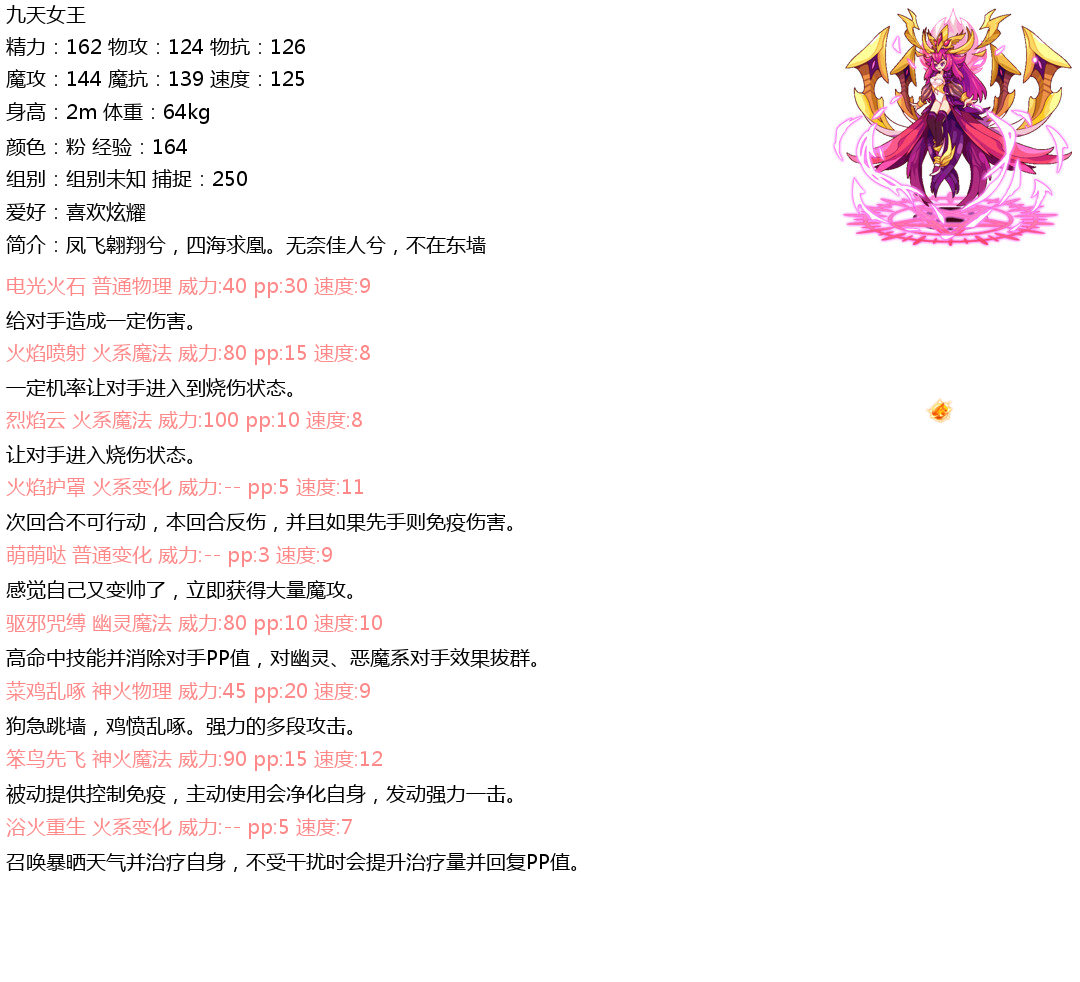 九天女王
精力：162 物攻：124 物抗：126
魔攻：144 魔抗：139 速度：125
身高：2m 体重：64kg
颜色：粉 经验：164
组别：组别未知 捕捉：250
爱好：喜欢炫耀
简介：凤飞翱翔兮，四海求凰。无奈佳人兮，不在东墙
电光火石 普通物理 威力:40 pp:30 速度:9
给对手造成一定伤害。
火焰喷射 火系魔法 威力:80 pp:15 速度:8
一定机率让对手进入到烧伤状态。
烈焰云 火系魔法 威力:100 pp:10 速度:8
让对手进入烧伤状态。
火焰护罩 火系变化 威力:-- pp:5 速度:11
次回合不可行动，本回合反伤，并且如果先手则免疫伤害。
萌萌哒 普通变化 威力:-- pp:3 速度:9
感觉自己又变帅了，立即获得大量魔攻。
驱邪咒缚 幽灵魔法 威力:80 pp:10 速度:10
高命中技能并消除对手PP值，对幽灵、恶魔系对手效果拔群。
菜鸡乱啄 神火物理 威力:45 pp:20 速度:9
狗急跳墙，鸡愤乱啄。强力的多段攻击。
笨鸟先飞 神火魔法 威力:90 pp:15 速度:12
被动提供控制免疫，主动使用会净化自身，发动强力一击。
浴火重生 火系变化 威力:-- pp:5 速度:7
召唤暴晒天气并治疗自身，不受干扰时会提升治疗量并回复PP值。